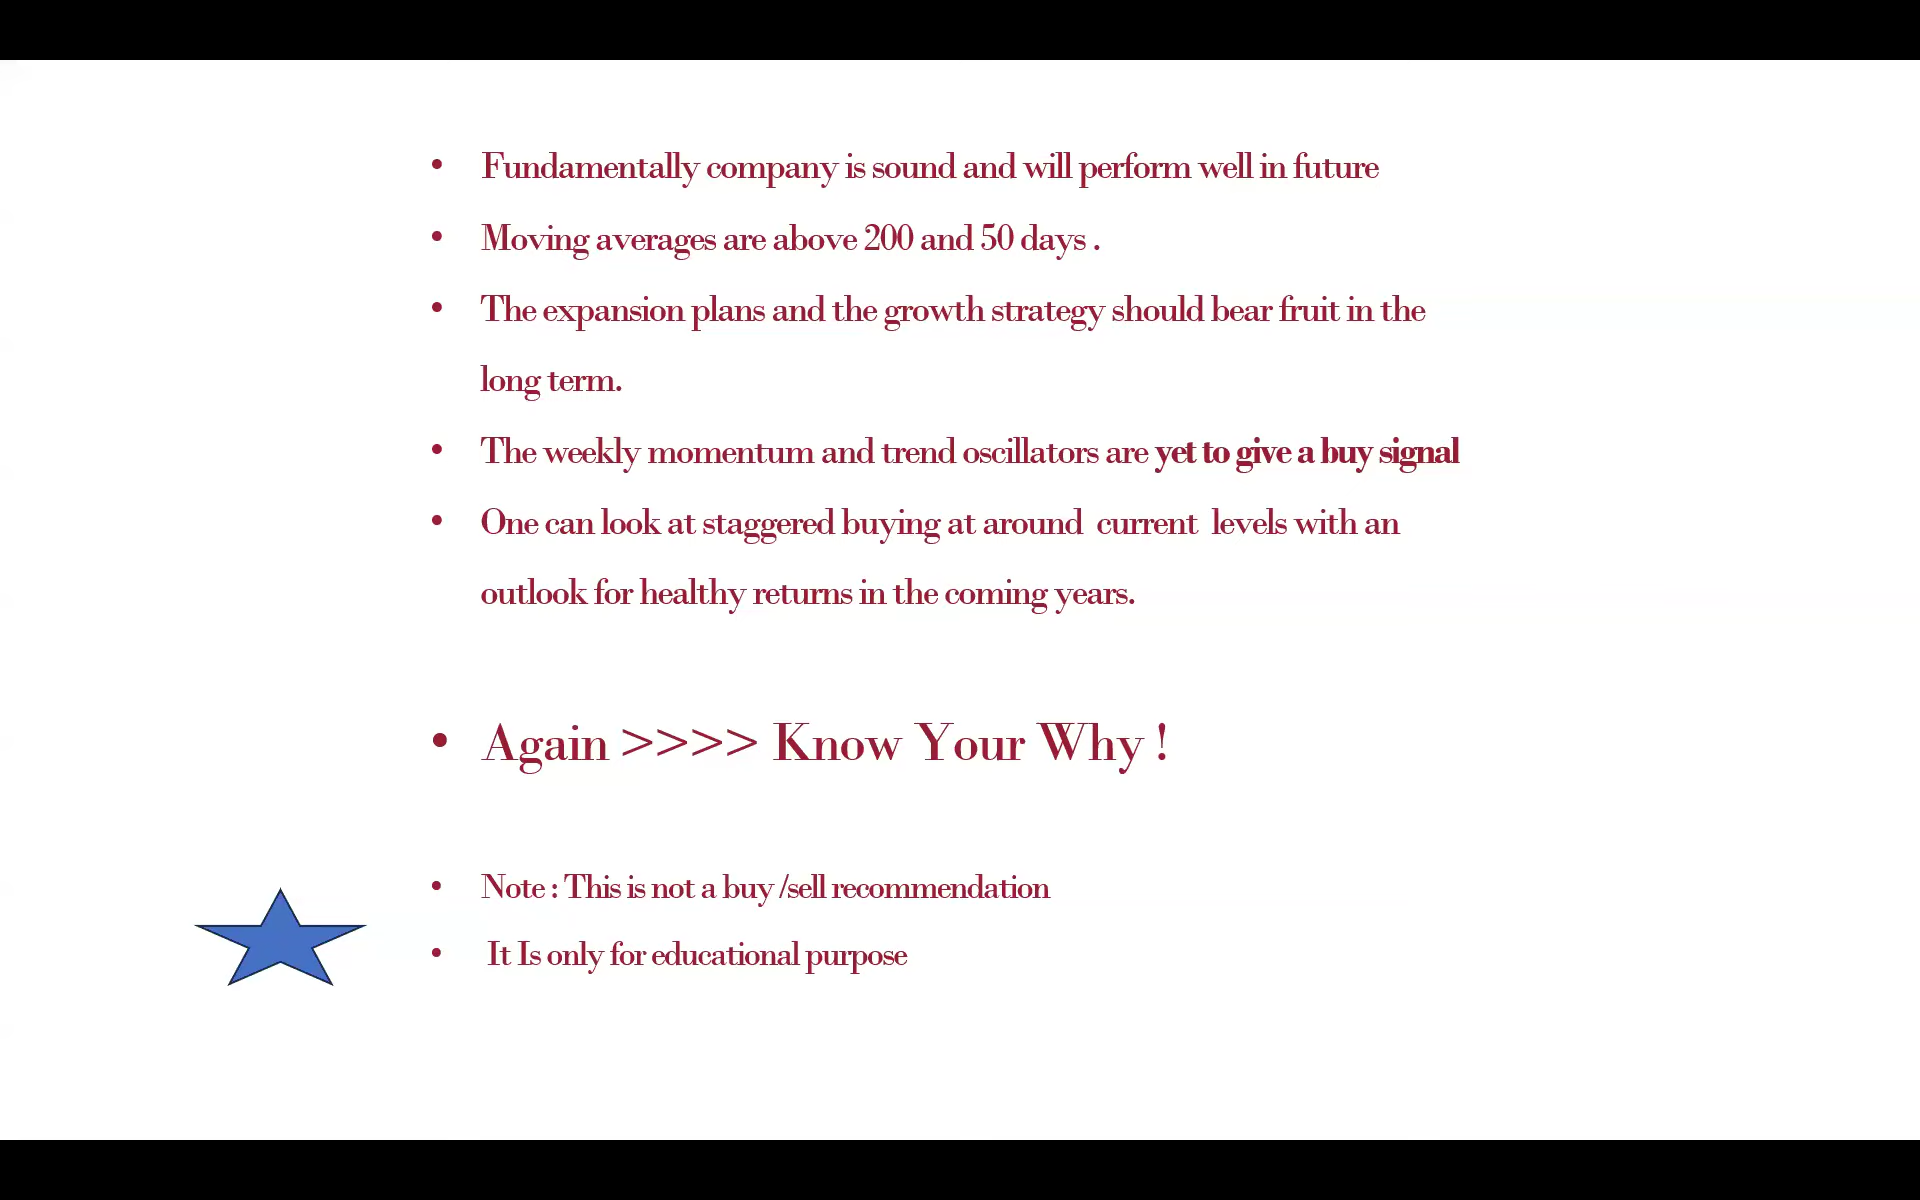 • Fundamentally company is sound and will perform well in future
• Moving averages are above 200 and 50 days .
• The expansion plans and the growth strategy should bear fruit in the
long term.
• The weekly momentum and trend oscillators are yet to give a buy signal
• One can look at staggered buying at around current levels with an
outlook for healthy returns in the coming years.
• Again >>>> Know Your Why !
• Note : This is not a buy /sell recommendation
• It Is only for educational purpose